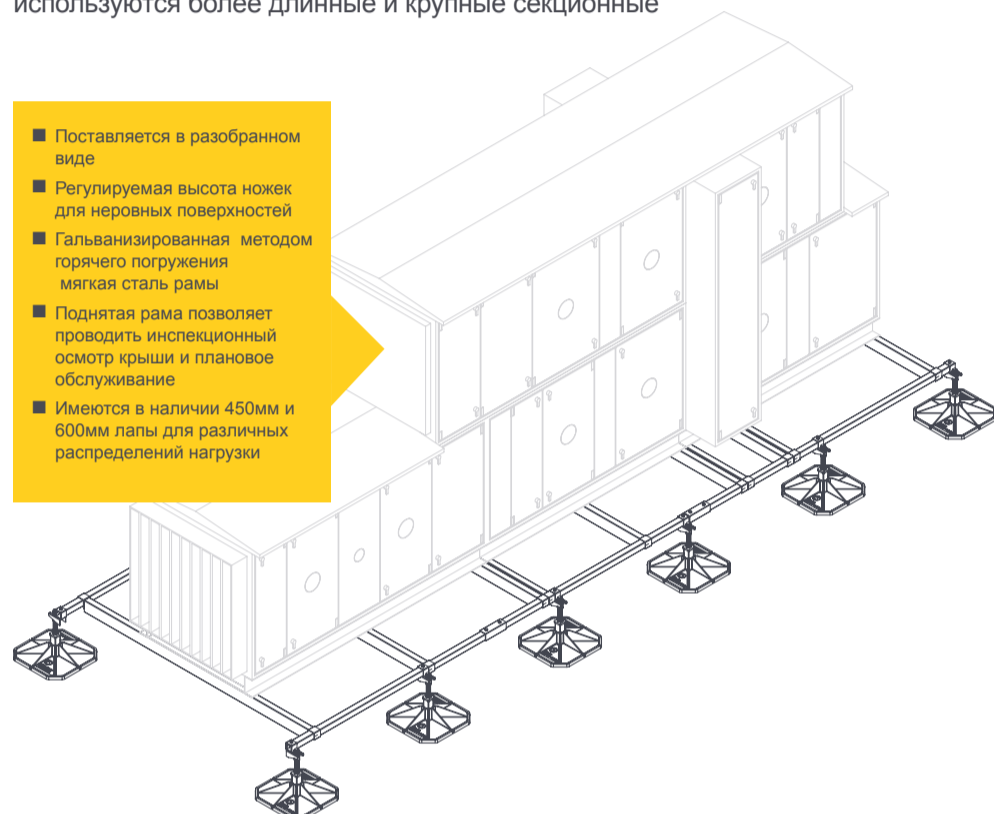 используются более длинные и крупные секционные
■ Поставляется в разобранном
виде
■ Регулируемая высота ножек
для неровных поверхностей
■ Гальванизированная методом
горячего погружения
мягкая сталь рамы
■ Поднятая рама позволяет
проводить инспекционный
осмотр крыши и плановое
обслуживание
■ Имеются в наличии 450мм и
600мм лапы для различных
распределений нагрузки